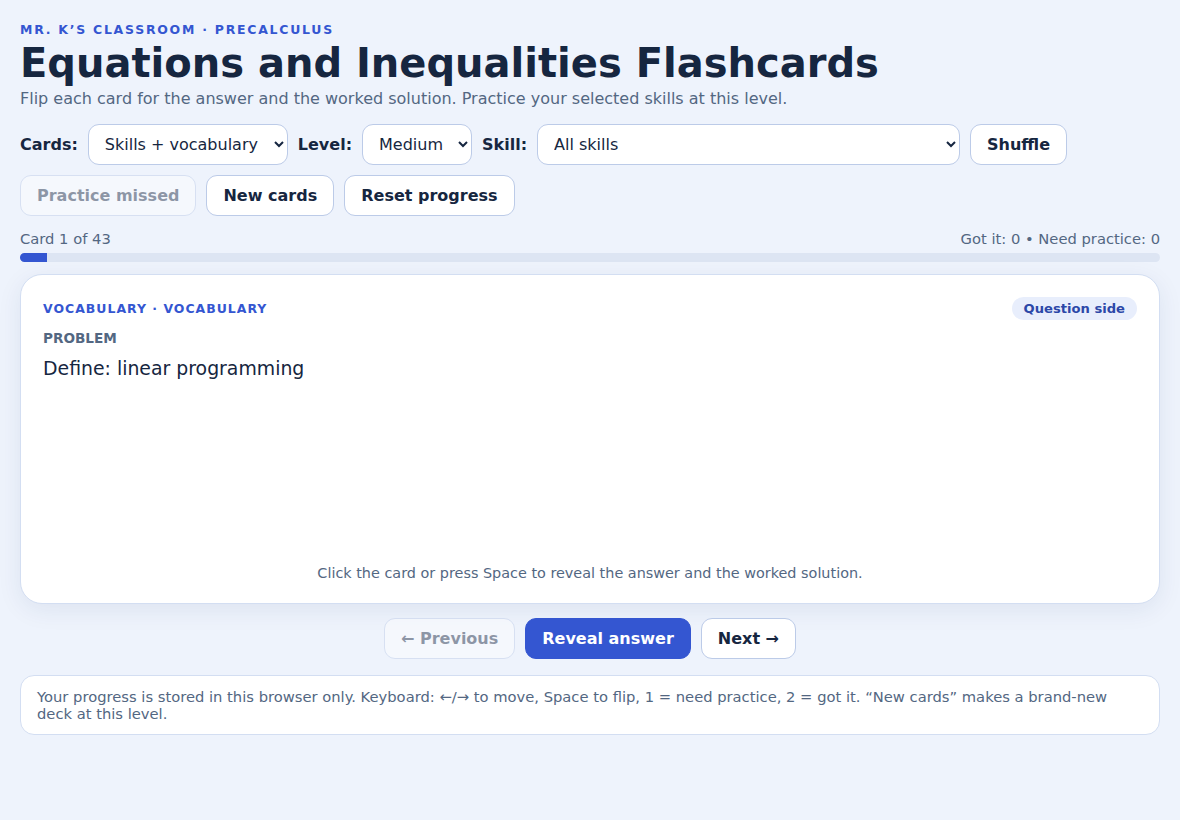 MR. K’S CLASSROOM · PRECALCULUS
Equations and Inequalities Flashcards
Flip each card for the answer and the worked solution. Practice your selected skills at this level.
Cards: Skills + vocabulary Level: Medium Skill: All skills Shuffle
Practice missed New cards Reset progress
Card 1 of 43 Got it: 0 • Need practice: 0
VOCABULARY · VOCABULARY Question side
PROBLEM
Define: linear programming
Click the card or press Space to reveal the answer and the worked solution.
← Previous Reveal answer Next →
Your progress is stored in this browser only. Keyboard: ←/→ to move, Space to flip, 1 = need practice, 2 = got it. “New cards” makes a brand-new
deck at this level.